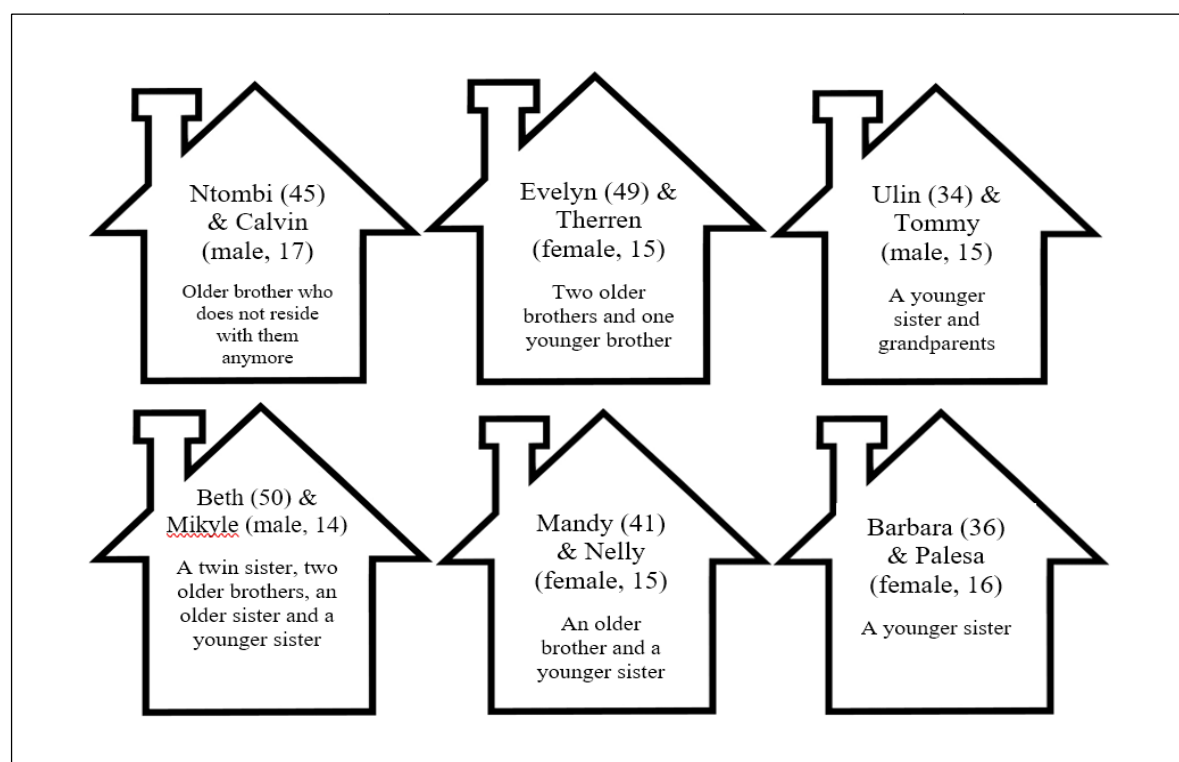 Ntombi (45)
& Calvin
(male, 17)
Older brother who
does not reside
with them
anymore
Evelyn (49) &
Therren
(female, 15)
Two older
brothers and one
younger brother
Ulin (34) &
Tommy
(male, 15)
A younger
sister and
grandparents
Beth (50) &
Mikyle (male, 14)
A twin sister, two
older brothers, an
older sister and a
younger sister
Mandy (41)
& Nelly
(female, 15)
An older
brother and a
younger sister
Barbara (36)
& Palesa
(female, 16)
A younger sister